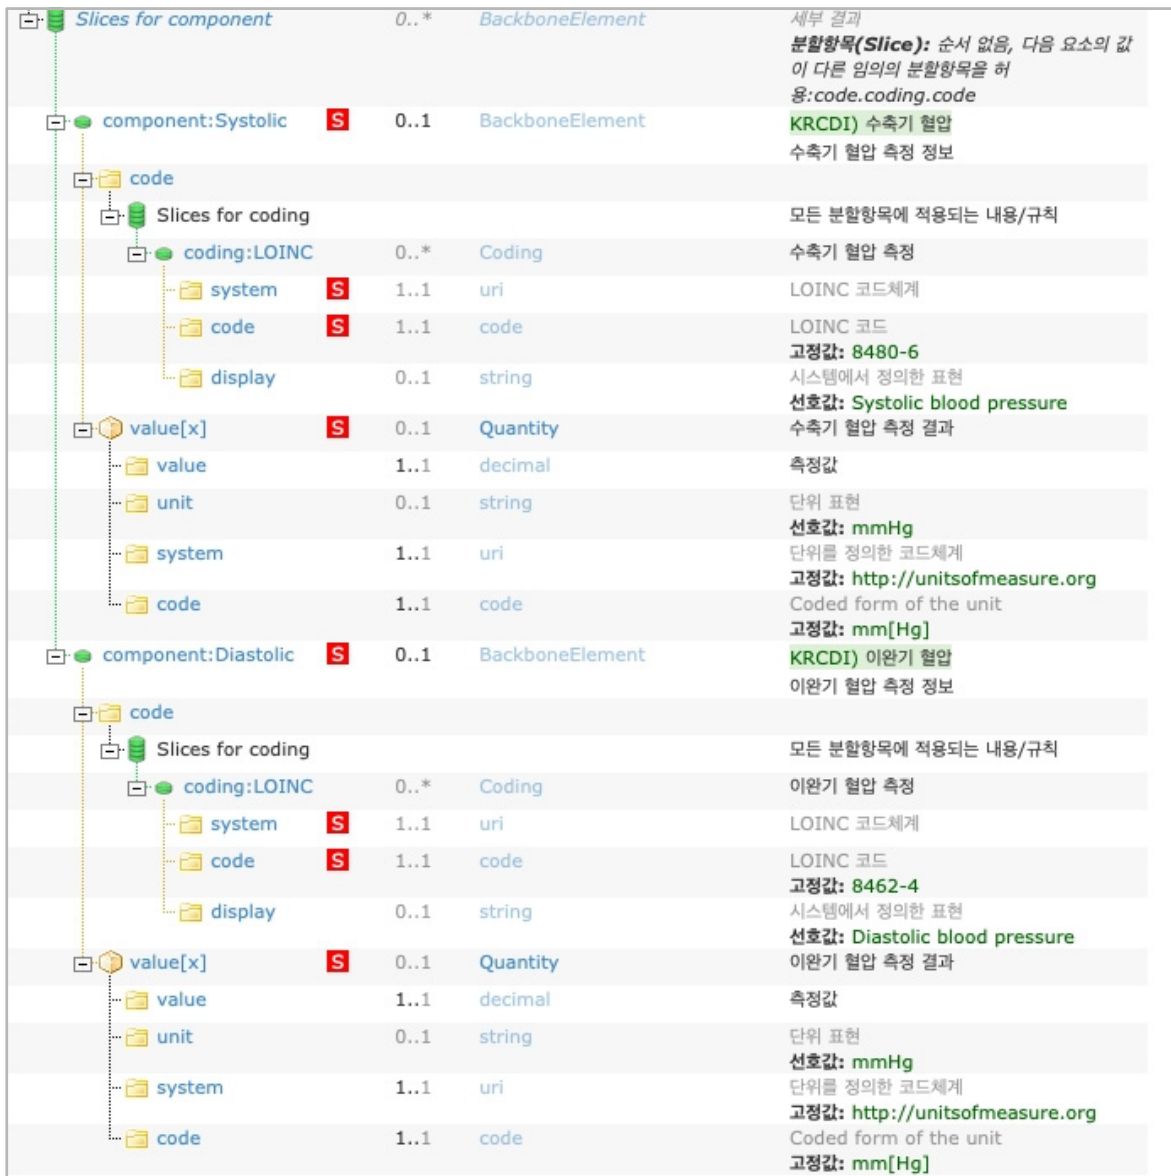 Slices for component 0..* BackboneElement 세부 결과
분할항목(Slice): 순서 없음, 다음 요소의 값
이 다른 임의의 분할항목을 허
용:code.coding.code
component:Systolic S 0..1 BackboneElement KRCDI) 수축기 혈압
수축기 혈압 측정 정보
code
Slices for coding 모든 분할항목에 적용되는 내용/규칙
coding:LOINC 0..* Coding 수축기 혈압 측정
system S 1..1 uri LOINC 코드체계
code S 1..1 code LOINC 코드
고정값: 8480-6
display 0..1 string 시스템에서 정의한 표현
선호값: Systolic blood pressure
value[x] S 0..1 Quantity 수축기 혈압 측정 결과
value 1..1 decimal 측정값
unit 0..1 string 단위 표현
선호값: mmHg
system 1..1 uri 단위를 정의한 코드체계
고정값: http://unitsofmeasure.org
code 1..1 code Coded form of the unit
고정값: mm[Hg]
component:Diastolic S 0..1 BackboneElement KRCDI) 이완기 혈압
이완기 혈압 측정 정보
code
Slices for coding 모든 분할항목에 적용되는 내용/규칙
coding:LOINC 0..* Coding 이완기 혈압 측정
system S 1..1 uri LOINC 코드체계
code S 1..1 code LOINC 코드
고정값: 8462-4
display 0..1 string 시스템에서 정의한 표현
선호값: Diastolic blood pressure
value[x] S 0..1 Quantity 이완기 혈압 측정 결과
value 1..1 decimal 측정값
unit 0..1 string 단위 표현
선호값: mmHg
system 1..1 uri 단위를 정의한 코드체계
고정값: http://unitsofmeasure.org
code 1..1 code Coded form of the unit
고정값: mm[Hg]